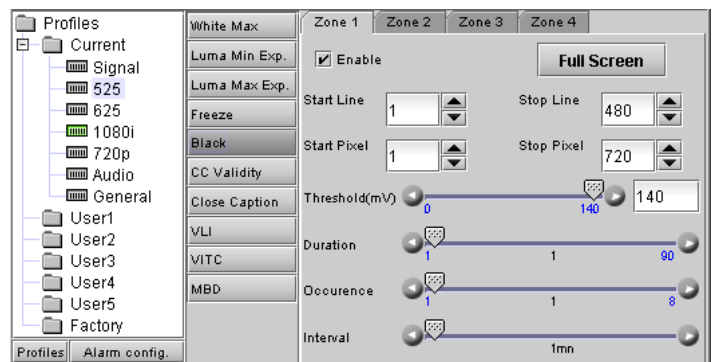 Profiles
Current
Signal
525
625
1080i
720p
Audio
General
User1
User2
User3
User4
User5
Factory
Profiles
Alarm config.
White Max
Luma Min Exp.
Luma Max Exp.
Freeze
Black
CC Validity
Close Caption
VLI
VITC
MBD
Zone 1 Zone 2 Zone 3 Zone 4
Enable Full Screen
Start Line 1 Stop Line 480
Start Pixel 1 Stop Pixel 720
Threshold(mV) 0 140 140
Duration 1 1 90
Occurence 1 1 8
Interval 1mn